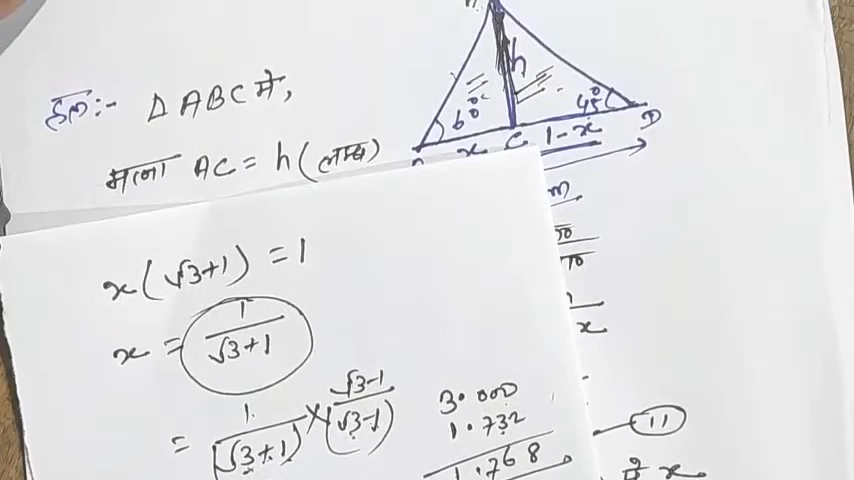 हल:- Δ ABC में,
माना AC = h (लम्ब)
h
60°
45°
x C 1-x D
m
x
x(√3+1) = 1
x = 1/(√3+1)
= 1/(√3+1) × (√3-1)/(√3-1)
3.000
1.732
1.768
11
x